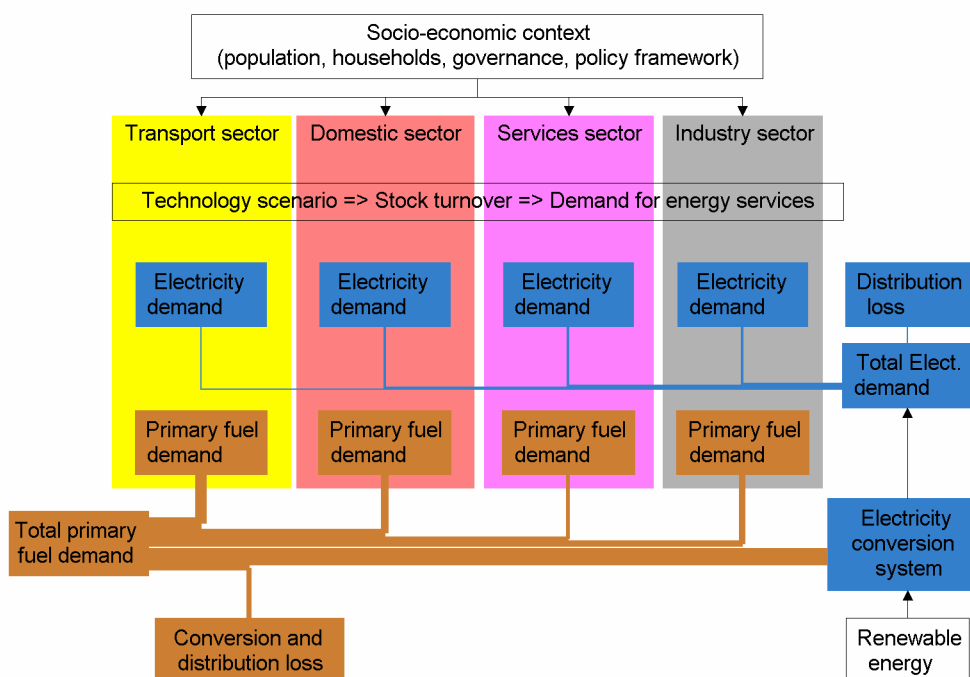 Socio-economic context
(population, households, governance, policy framework)
Transport sector
Domestic sector
Services sector
Industry sector
Technology scenario => Stock turnover => Demand for energy services
Electricity
demand
Electricity
demand
Electricity
demand
Electricity
demand
Distribution
loss
Total Elect.
demand
Primary fuel
demand
Primary fuel
demand
Primary fuel
demand
Primary fuel
demand
Total primary
fuel demand
Electricity
conversion
system
Conversion and
distribution loss
Renewable
energy